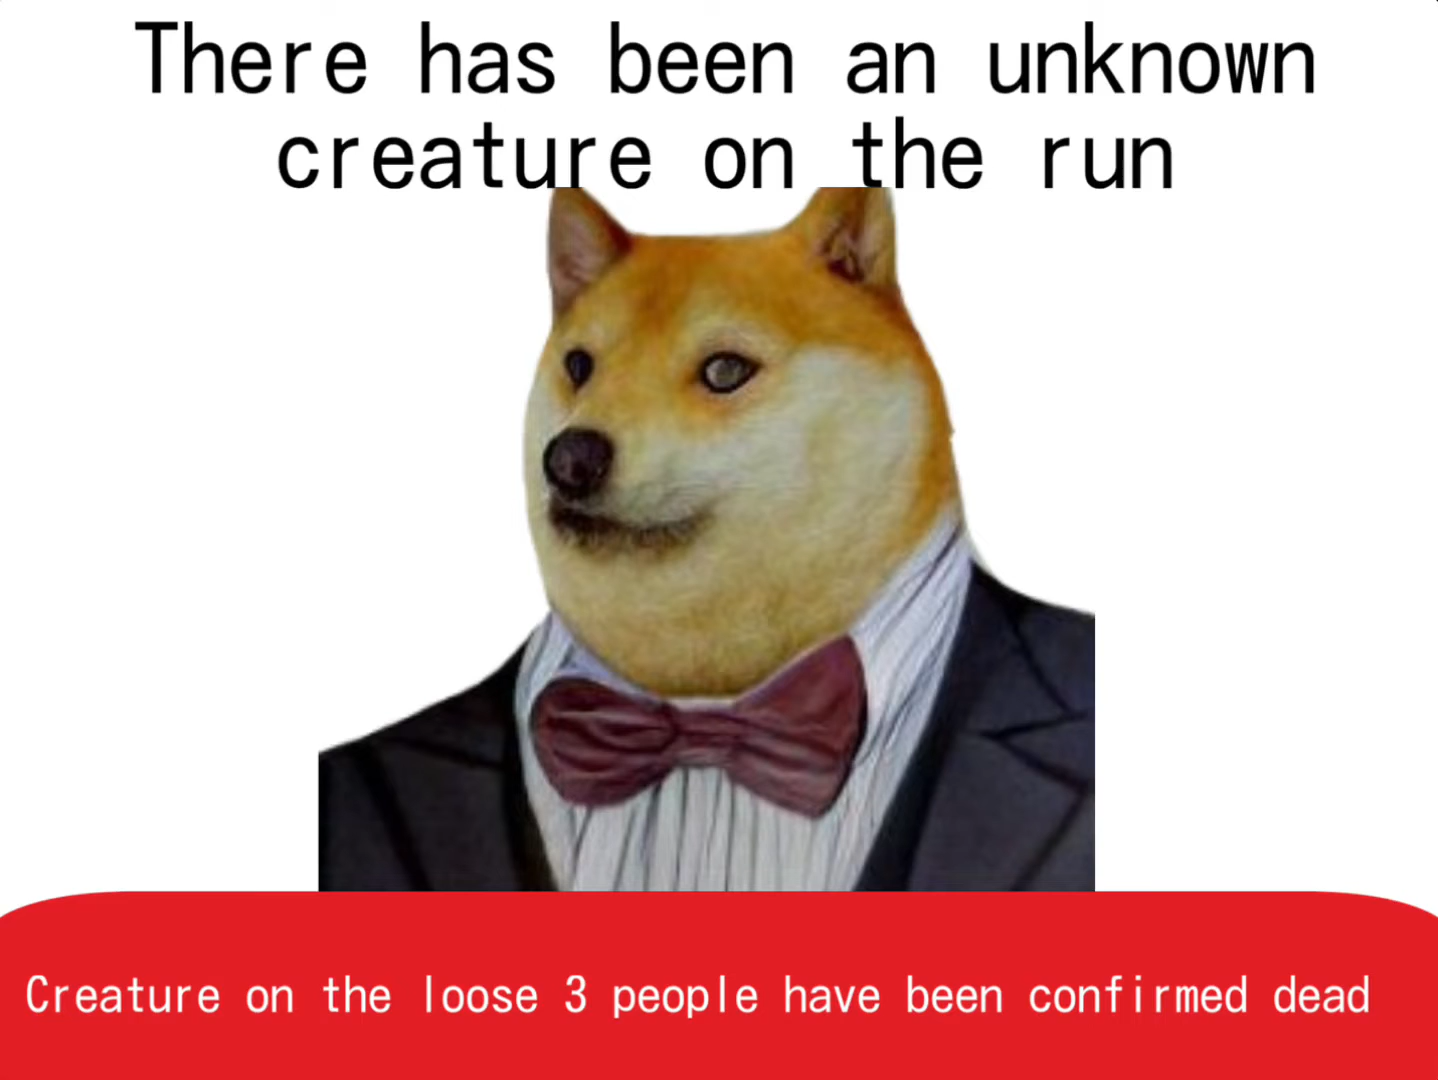 There has been an unknown
creature on the run
Creature on the loose 3 people have been confirmed dead